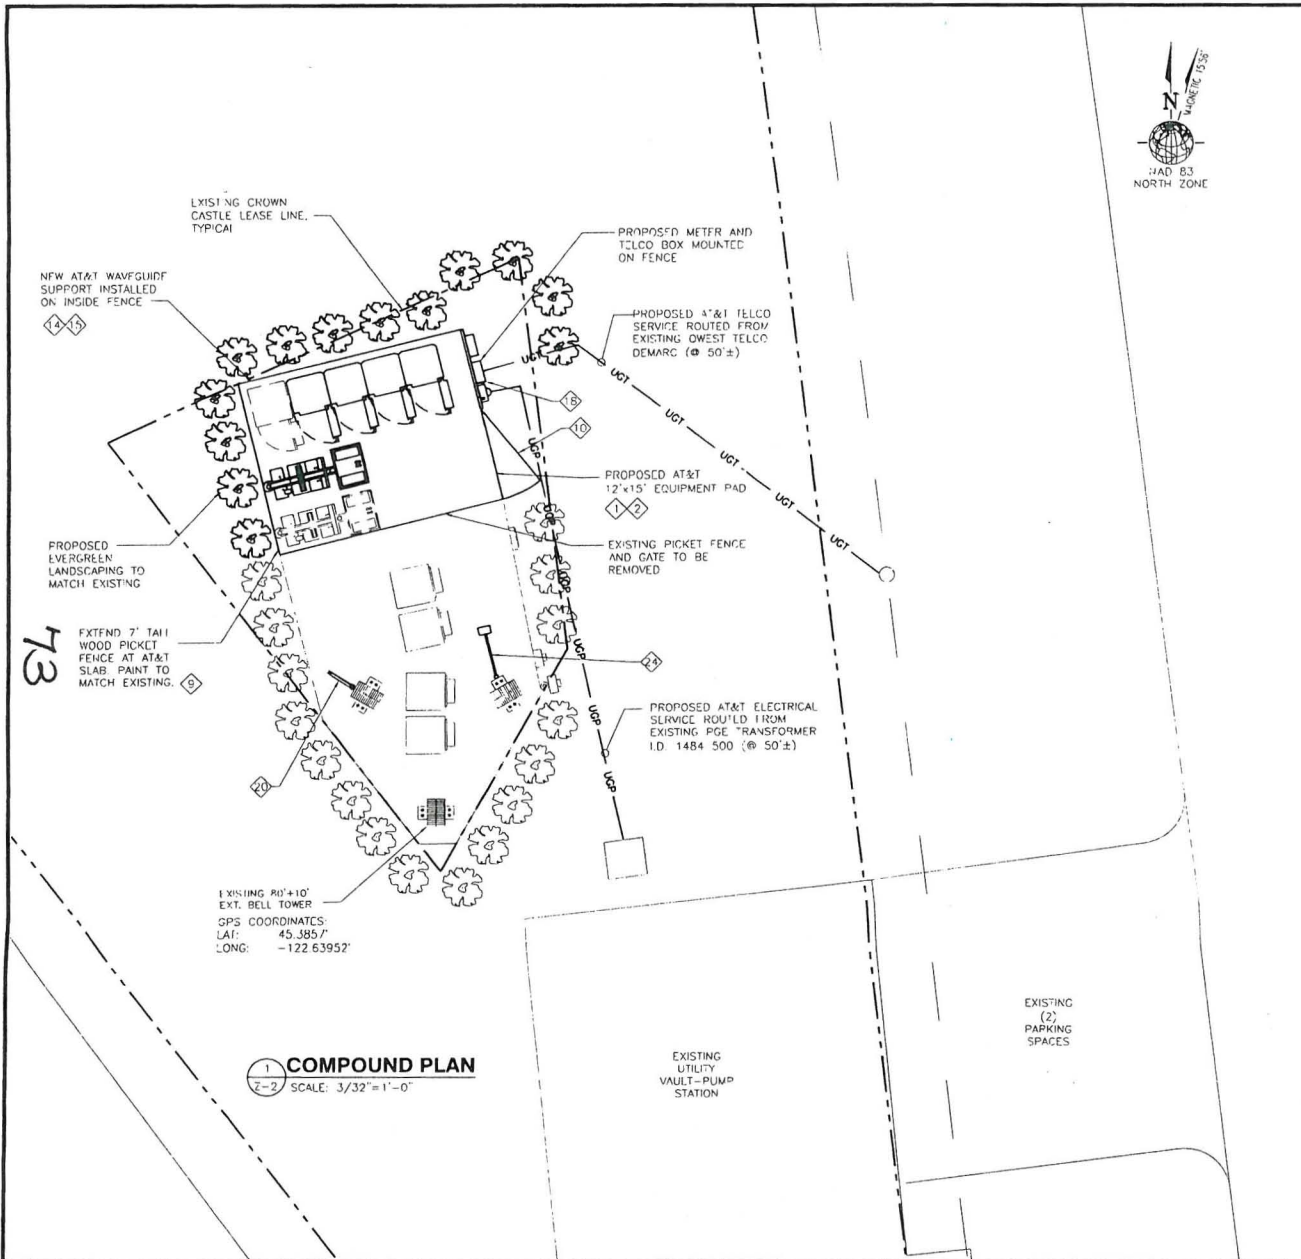 N
MAGNETIC 15.56°
NAD 83
NORTH ZONE
EXISTING CROWN
CASTLE LEASE LINE,
TYPICAL
PROPOSED METER AND
TELCO BOX MOUNTED
ON FENCE
NEW AT&T WAVEGUIDE
SUPPORT INSTALLED
ON INSIDE FENCE
14 15
PROPOSED AT&T TELCO
SERVICE ROUTED FROM
EXISTING QWEST TELCO
DEMARC (@ 50'±)
UGT
UGT
UGT
UGT
UGT
UGT
18
10
UGP
PROPOSED AT&T
12'x15' EQUIPMENT PAD
1 2
UGP
EXISTING PICKET FENCE
AND GATE TO BE
REMOVED
PROPOSED
EVERGREEN
LANDSCAPING TO
MATCH EXISTING
UGP
73
EXTEND 7' TALL
WOOD PICKET
FENCE AT AT&T
SLAB. PAINT TO
MATCH EXISTING.
9
UGP
24
UGP
PROPOSED AT&T ELECTRICAL
SERVICE ROUTED FROM
EXISTING PGE TRANSFORMER
I.D. 1484 500 (@ 50'±)
UGP
20
EXISTING 80'+10'
EXT. BELL TOWER
GPS COORDINATES:
LAT: 45.3857°
LONG: -122.63952°
EXISTING
(2)
PARKING
SPACES
EXISTING
UTILITY
VAULT-PUMP
STATION
1
Z-2
COMPOUND PLAN
SCALE: 3/32"=1'-0"